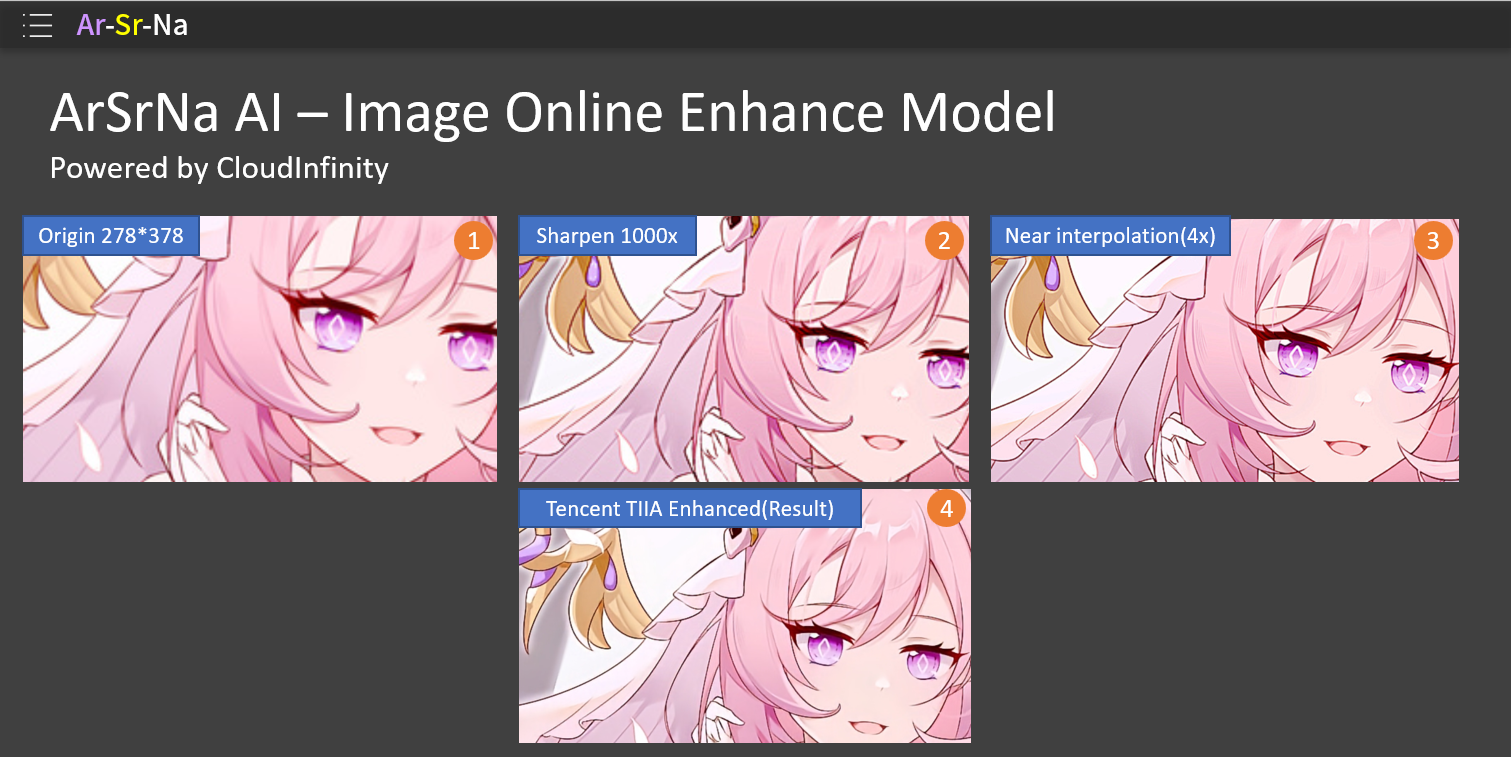 Ar-Sr-Na
ArSrNa AI – Image Online Enhance Model
Powered by CloudInfinity
Origin 278*378
1
Sharpen 1000x
2
Near interpolation(4x)
3
Tencent TIIA Enhanced(Result)
4